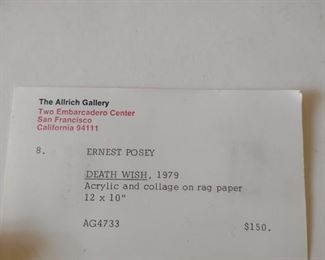 The Allrich Gallery
Two Embarcadero Center
San Francisco
California 94111
8. ERNEST POSEY
DEATH WISH, 1979
Acrylic and collage on rag paper
12 x 10"
AG4733 $150.